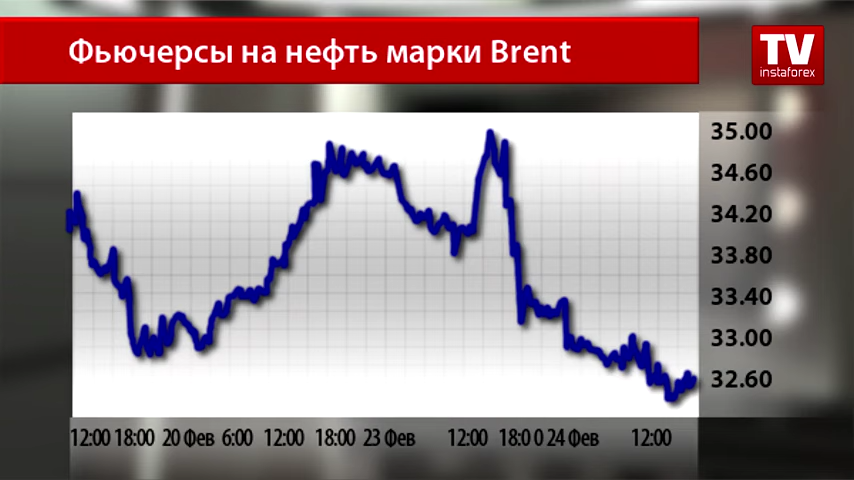 Фьючерсы на нефть марки Brent
TV
instaforex
35.00
34.60
34.20
33.80
33.40
33.00
32.60
12:00 18:00 20 Фев 6:00 12:00 18:00 23 Фев 12:00 18:00 0 24 Фев 12:00